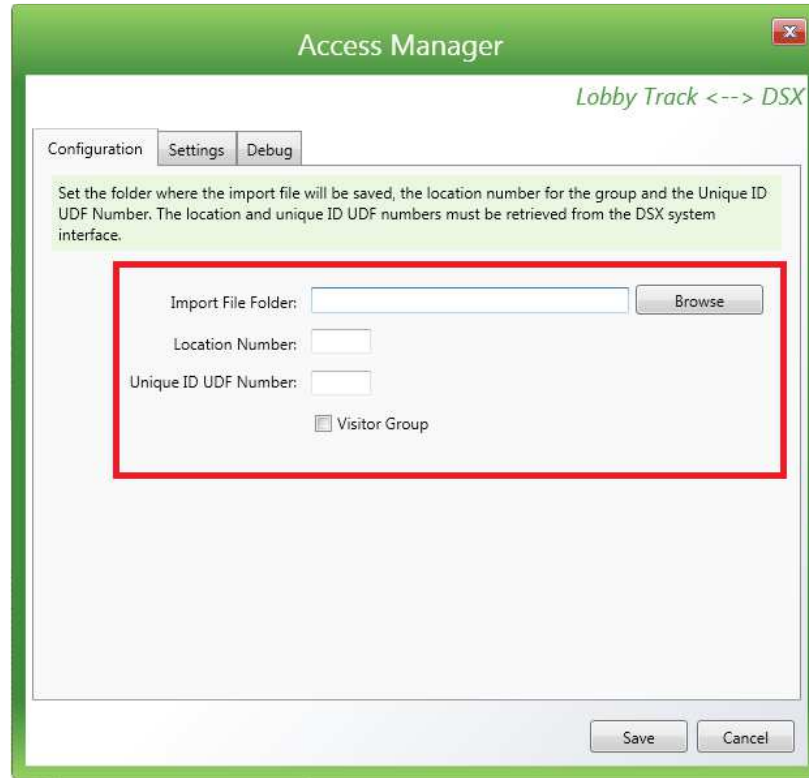 Access Manager
Lobby Track <--> DSX
Configuration Settings Debug
Set the folder where the import file will be saved, the location number for the group and the Unique ID
UDF Number. The location and unique ID UDF numbers must be retrieved from the DSX system
interface.
Import File Folder: Browse
Location Number:
Unique ID UDF Number:
Visitor Group
Save Cancel